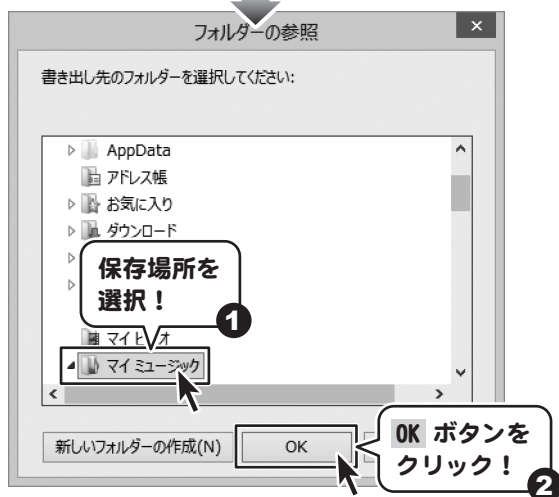 フォルダーの参照
×
書き出し先のフォルダーを選択してください:
AppData
アドレス帳
お気に入り
ダウンロード
保存場所を
選択！
1
マイ ビデオ
マイ ミュージック
新しいフォルダーの作成(N)
OK
OK ボタンを
クリック！
2